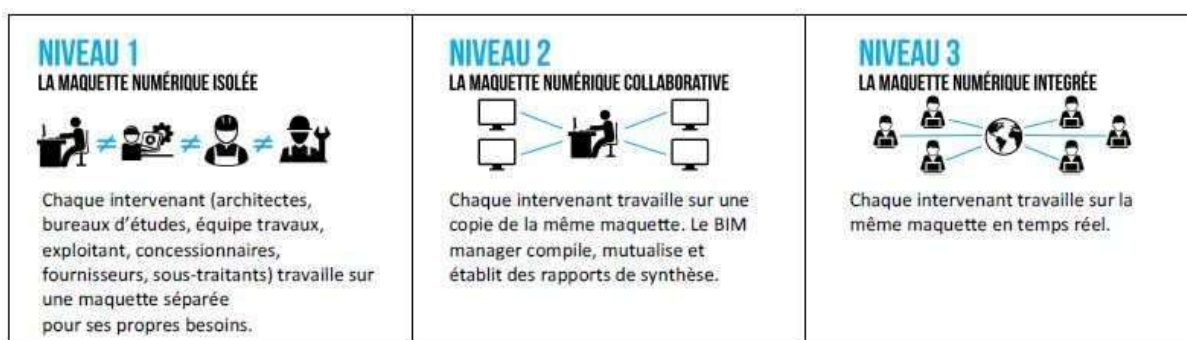 NIVEAU 1
LA MAQUETTE NUMÉRIQUE ISOLÉE
Chaque intervenant (architectes,
bureaux d'études, équipe travaux,
exploitant, concessionnaires,
fournisseurs, sous-traitants) travaille sur
une maquette séparée
pour ses propres besoins.
NIVEAU 2
LA MAQUETTE NUMÉRIQUE COLLABORATIVE
Chaque intervenant travaille sur une
copie de la même maquette. Le BIM
manager compile, mutualise et
établit des rapports de synthèse.
NIVEAU 3
LA MAQUETTE NUMÉRIQUE INTEGRÉE
Chaque intervenant travaille sur la
même maquette en temps réel.